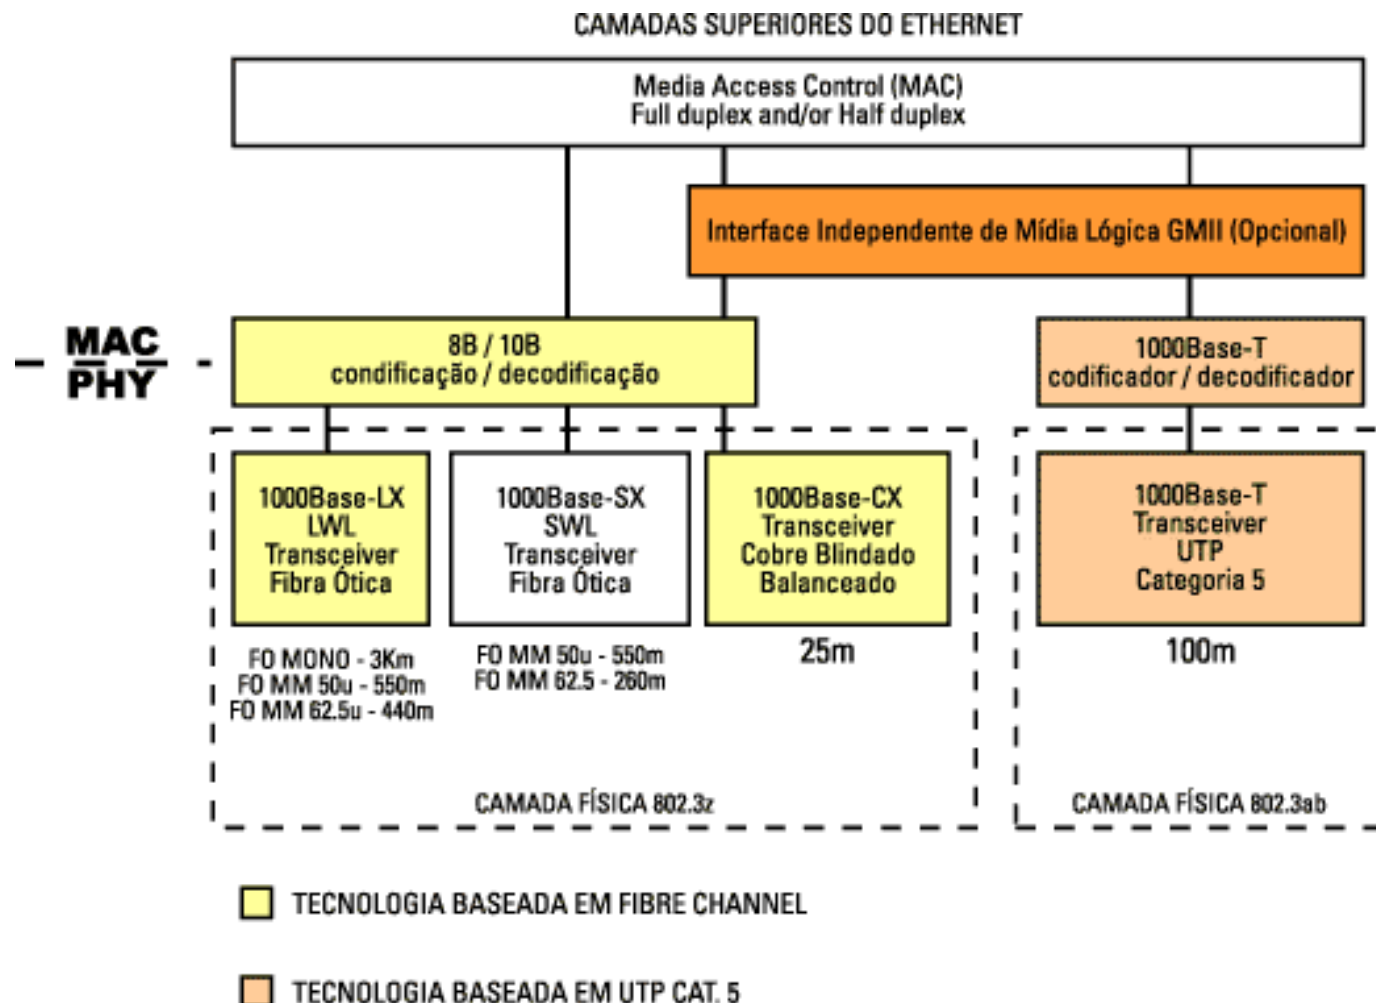 CAMADAS SUPERIORES DO ETHERNET
Media Access Control (MAC)
Full duplex and/or Half duplex
Interface Independente de Mídia Lógica GMII (Opcional)
MAC
PHY
8B / 10B
condificação / decodificação
1000Base-T
codificador / decodificador
1000Base-LX
LWL
Transceiver
Fibra Ótica
1000Base-SX
SWL
Transceiver
Fibra Ótica
1000Base-CX
Transceiver
Cobre Blindado
Balanceado
1000Base-T
Transceiver
UTP
Categoria 5
FO MONO - 3Km
FO MM 50u - 550m
FO MM 62.5u - 440m
FO MM 50u - 550m
FO MM 62.5 - 260m
25m
100m
CAMADA FÍSICA 802.3z
CAMADA FÍSICA 802.3ab
TECNOLOGIA BASEADA EM FIBRE CHANNEL
TECNOLOGIA BASEADA EM UTP CAT. 5